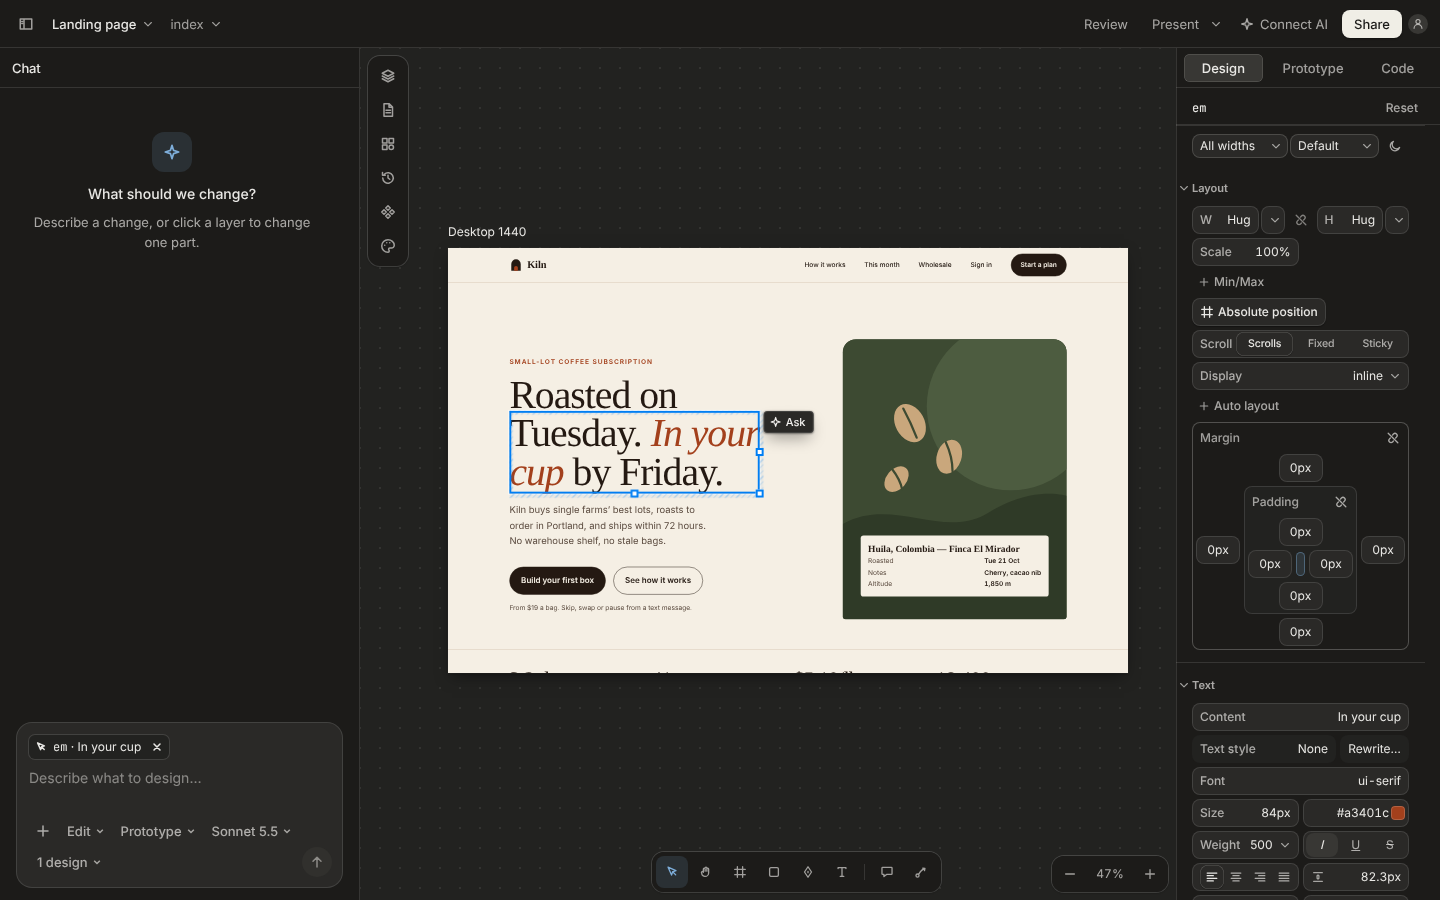 Landing page
index
Review
Present
Connect AI
Share
Chat
What should we change?
Describe a change, or click a layer to change
one part.
em · In your cup
Describe what to design...
Edit
Prototype
Sonnet 5.5
1 design
Desktop 1440
Kiln
How it works
This month
Wholesale
Sign in
Start a plan
SMALL-LOT COFFEE SUBSCRIPTION
Roasted on
Tuesday. In your
cup by Friday.
Ask
Kiln buys single farms' best lots, roasts to
order in Portland, and ships within 72 hours.
No warehouse shelf, no stale bags.
Build your first box
See how it works
From $19 a bag. Skip, swap or pause from a text message.
Huila, Colombia — Finca El Mirador
Roasted Tue 21 Oct
Notes Cherry, cacao nib
Altitude 1,850 m
47%
Design
Prototype
Code
em
Reset
All widths
Default
Layout
W Hug
H Hug
Scale 100%
Min/Max
Absolute position
Scroll Scrolls Fixed Sticky
Display inline
Auto layout
Margin
0px
Padding
0px
0px 0px 0px 0px
0px
0px
Text
Content In your cup
Text style None Rewrite...
Font ui-serif
Size 84px #a3401c
Weight 500 I U S
82.3px